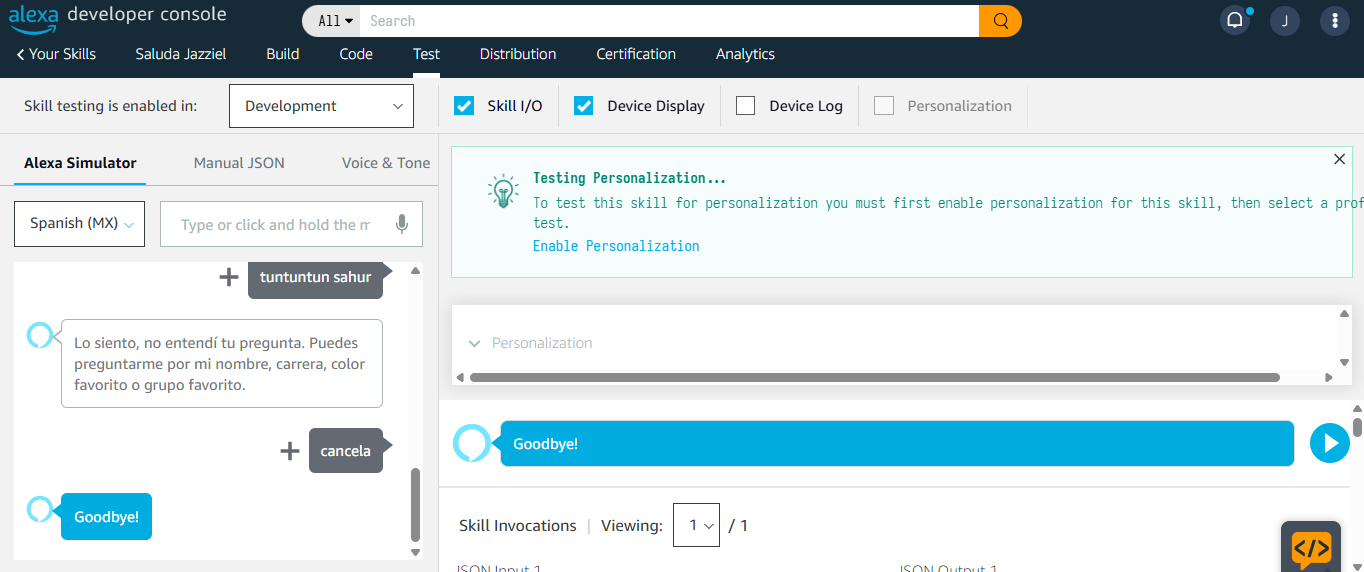 alexa developer console
All
Search
J
Your Skills
Saluda Jazziel
Build
Code
Test
Distribution
Certification
Analytics
Skill testing is enabled in:
Development
Skill I/O
Device Display
Device Log
Personalization
Alexa Simulator
Manual JSON
Voice & Tone
Spanish (MX)
Type or click and hold the m
tuntuntun sahur
Lo siento, no entendí tu pregunta. Puedes
preguntarme por mi nombre, carrera, color
favorito o grupo favorito.
cancela
Goodbye!
Testing Personalization...
To test this skill for personalization you must first enable personalization for this skill, then select a prof
test.
Enable Personalization
Personalization
Goodbye!
Skill Invocations | Viewing: 1 / 1
JSON Input 1
JSON Output 1